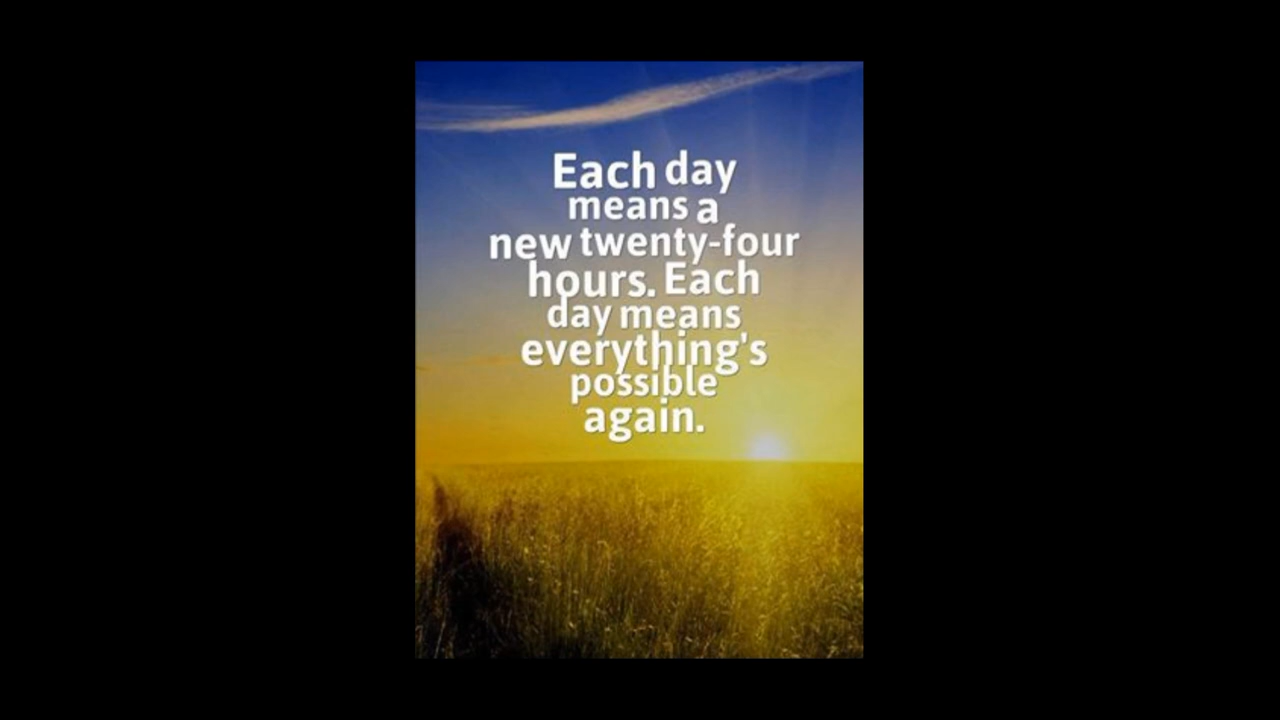 Each day
means a
new twenty-four
hours. Each
day means
everything's
possible
again.